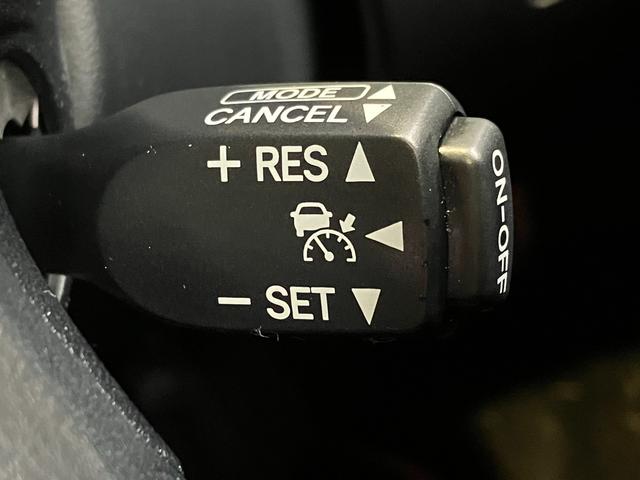 MODE
CANCEL
+ RES
- SET
ON-OFF